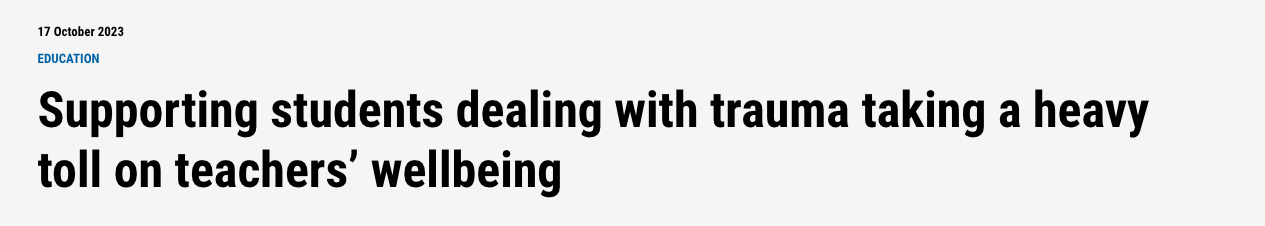 17 October 2023
EDUCATION
Supporting students dealing with trauma taking a heavy
toll on teachers’ wellbeing